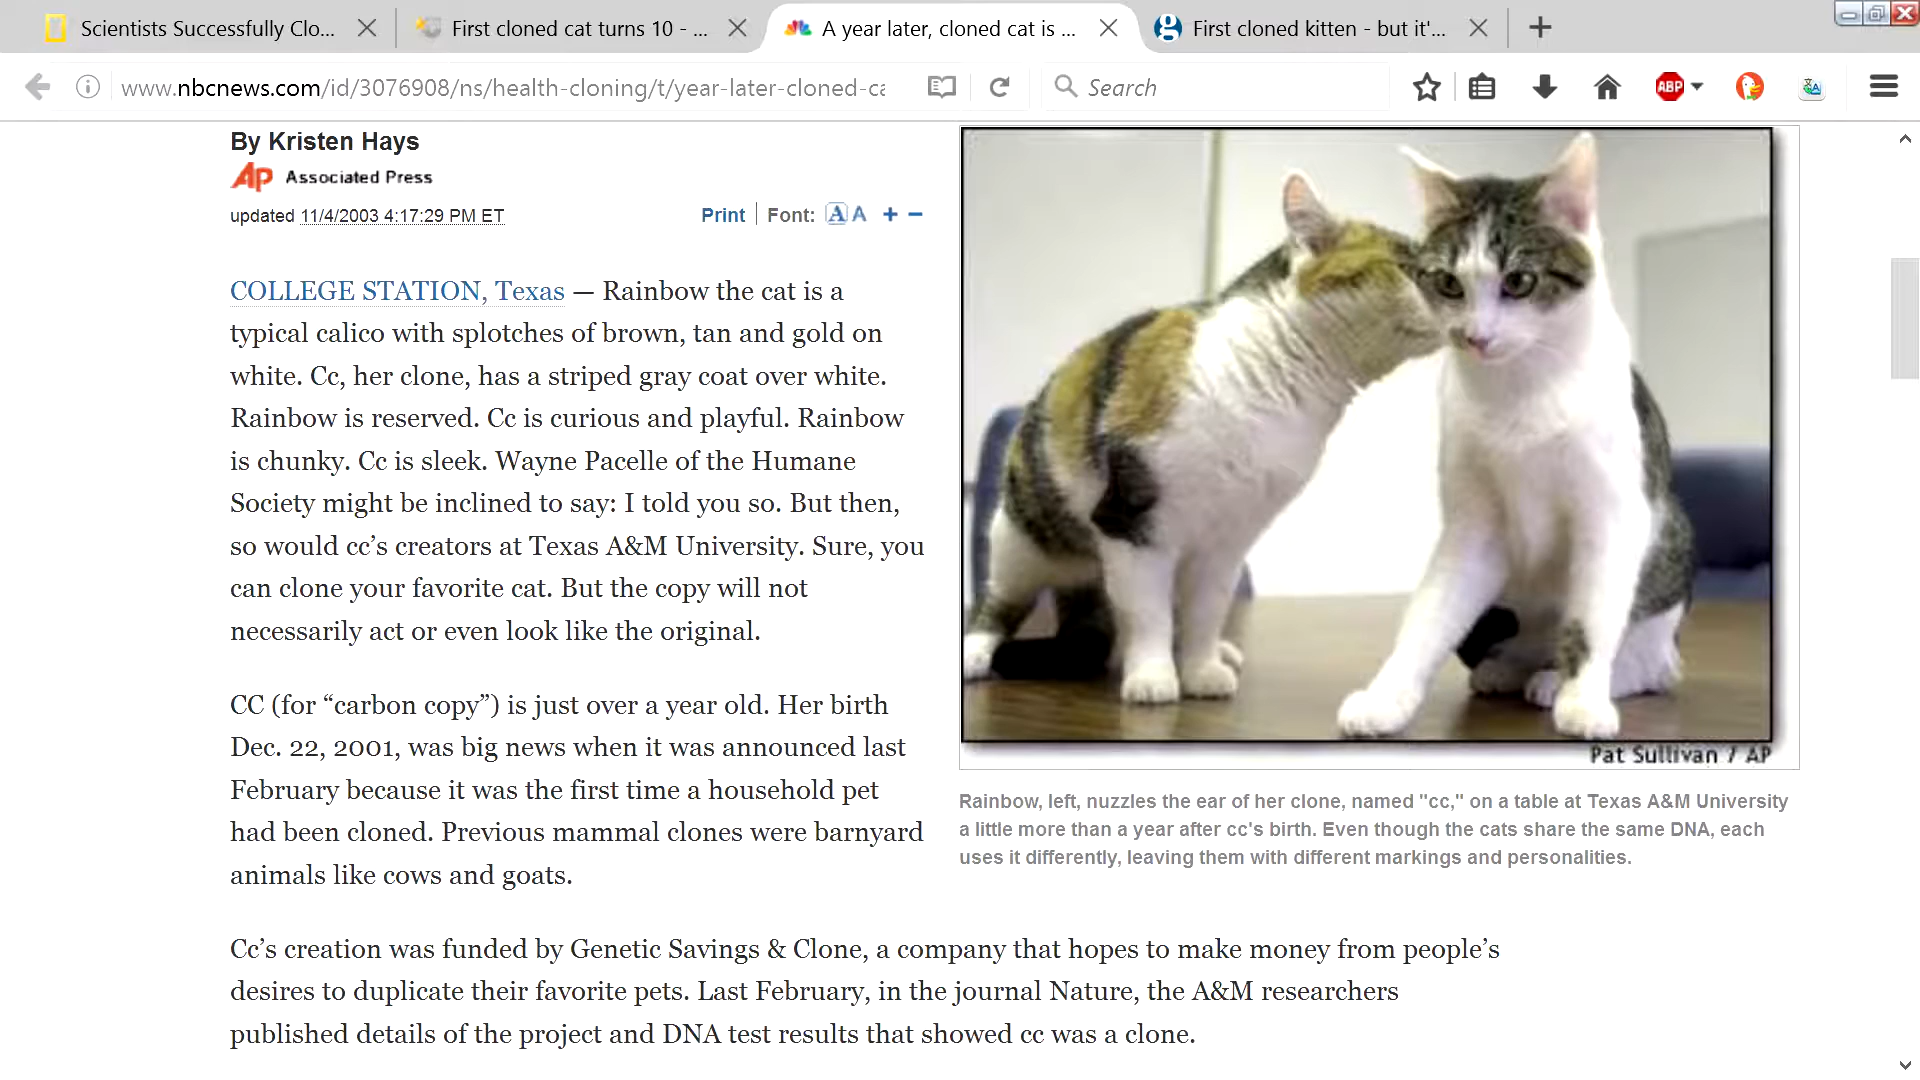 Scientists Successfully Clo...
First cloned cat turns 10 - ...
A year later, cloned cat is ...
First cloned kitten - but it'...
www.nbcnews.com/id/3076908/ns/health-cloning/t/year-later-cloned-ca
Search
ABP
By Kristen Hays
AP Associated Press
updated 11/4/2003 4:17:29 PM ET
Print | Font: A A + −
COLLEGE STATION, Texas — Rainbow the cat is a
typical calico with splotches of brown, tan and gold on
white. Cc, her clone, has a striped gray coat over white.
Rainbow is reserved. Cc is curious and playful. Rainbow
is chunky. Cc is sleek. Wayne Pacelle of the Humane
Society might be inclined to say: I told you so. But then,
so would cc’s creators at Texas A&M University. Sure, you
can clone your favorite cat. But the copy will not
necessarily act or even look like the original.
CC (for “carbon copy”) is just over a year old. Her birth
Dec. 22, 2001, was big news when it was announced last
February because it was the first time a household pet
had been cloned. Previous mammal clones were barnyard
animals like cows and goats.
Pat Sullivan / AP
Rainbow, left, nuzzles the ear of her clone, named "cc," on a table at Texas A&M University
a little more than a year after cc's birth. Even though the cats share the same DNA, each
uses it differently, leaving them with different markings and personalities.
Cc’s creation was funded by Genetic Savings & Clone, a company that hopes to make money from people’s
desires to duplicate their favorite pets. Last February, in the journal Nature, the A&M researchers
published details of the project and DNA test results that showed cc was a clone.